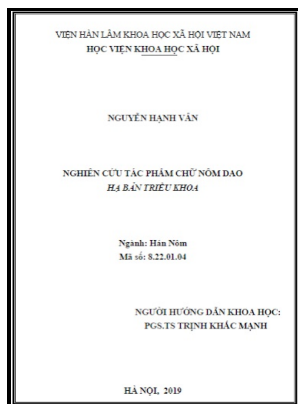 VIỆN HÀN LÂM KHOA HỌC XÃ HỘI VIỆT NAM
HỌC VIỆN KHOA HỌC XÃ HỘI
NGUYỄN HẠNH VÂN
NGHIÊN CỨU TÁC PHẨM CHỮ NÔM DAO
HẠ BẢN TRIỀU KHOA
Ngành: Hán Nôm
Mã số: 8.22.01.04
NGƯỜI HƯỚNG DẪN KHOA HỌC:
PGS.TS TRỊNH KHẮC MẠNH
HÀ NỘI, 2019